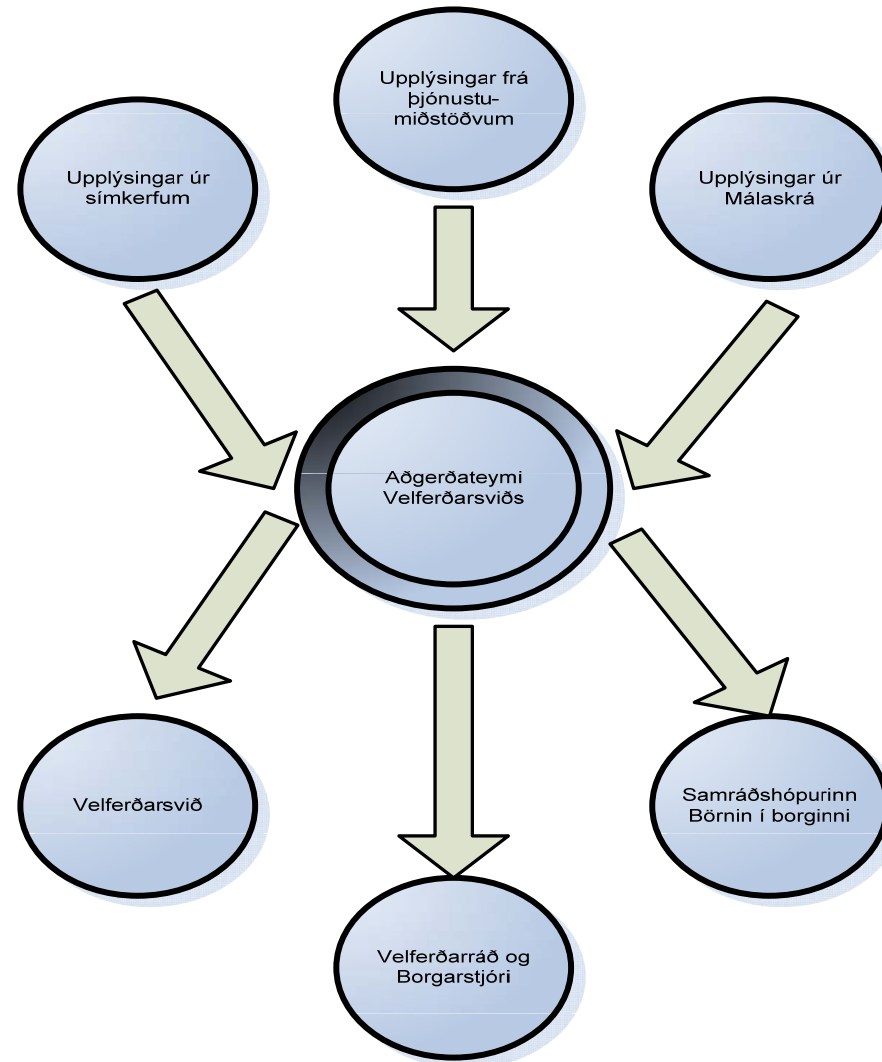 Upplýsingar frá
þjónustu-
miðstöðvum
Upplýsingar úr
símkerfum
Upplýsingar úr
Málaskrá
Aðgerðateymi
Velferðarsviðs
Velferðarsvið
Samráðshópurinn
Börnin í borginni
Velferðarráð og
Borgarstjóri